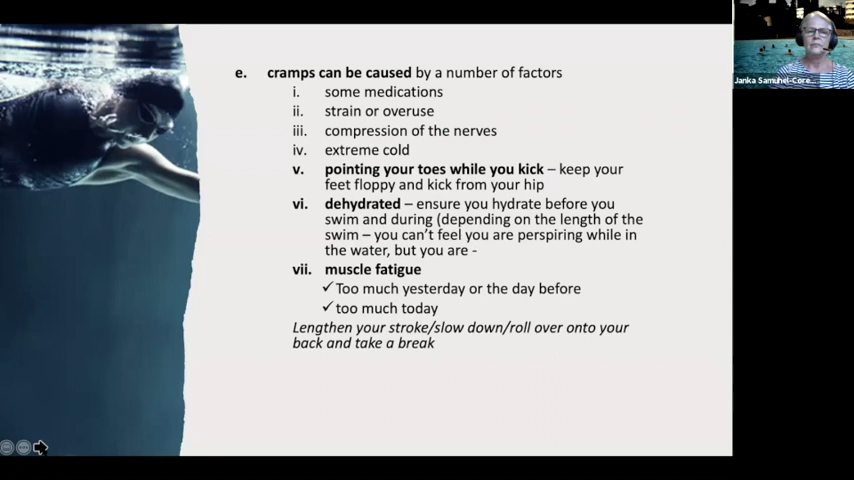 e. cramps can be caused by a number of factors
i. some medications
ii. strain or overuse
iii. compression of the nerves
iv. extreme cold
v. pointing your toes while you kick – keep your
feet floppy and kick from your hip
vi. dehydrated – ensure you hydrate before you
swim and during (depending on the length of the
swim – you can't feel you are perspiring while in
the water, but you are -
vii. muscle fatigue
✓Too much yesterday or the day before
✓too much today
Lengthen your stroke/slow down/roll over onto your
back and take a break
Janka Samuhel-Core...